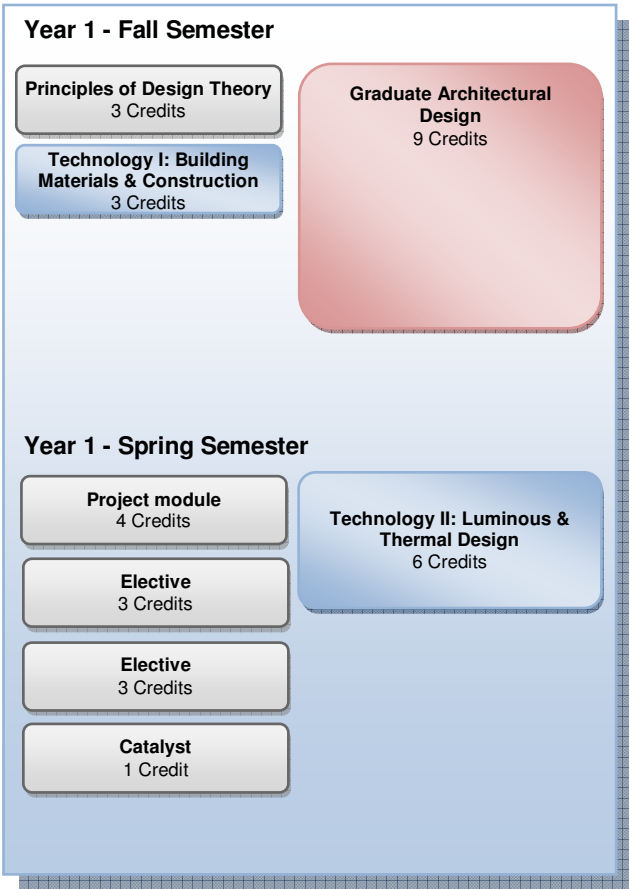 Year 1 - Fall Semester
Principles of Design Theory
3 Credits
Technology I: Building
Materials & Construction
3 Credits
Graduate Architectural
Design
9 Credits
Year 1 - Spring Semester
Project module
4 Credits
Elective
3 Credits
Elective
3 Credits
Catalyst
1 Credit
Technology II: Luminous &
Thermal Design
6 Credits